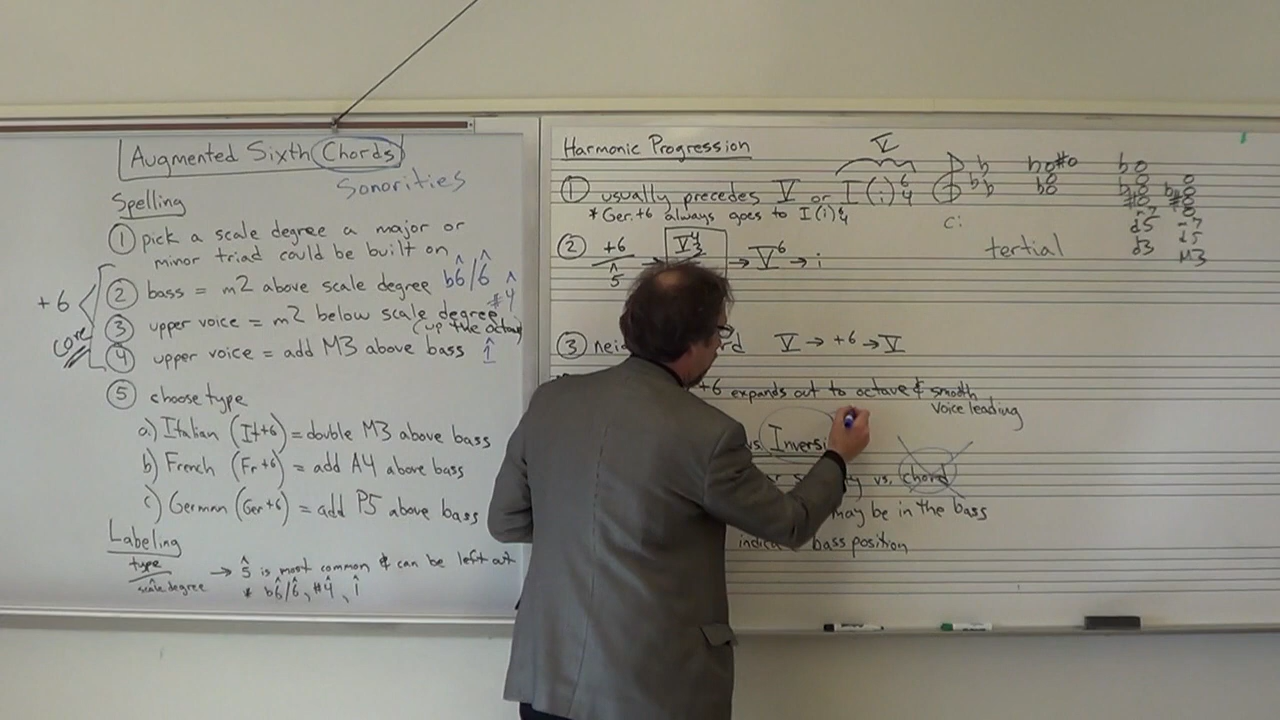 Augmented Sixth Chords
Sonorities
Spelling
① pick a scale degree a major or
minor triad could be built on
+6
② bass = m2 above scale degree b6̂/6̂
③ upper voice = m2 below scale degree #4̂
(up the octave)
core
④ upper voice = add M3 above bass 1̂
⑤ choose type
a.) Italian (It+6) = double M3 above bass
b) French (Fr+6) = add A4 above bass
c) German (Ger+6) = add P5 above bass
Labeling
type
scale degree → 5̂ is most common & can be left out
* b6̂/6̂, #4̂, 1̂
Harmonic Progression
V
① usually precedes V or I(i)6/4
* Ger.+6 always goes to I(i)6/4
② +6/5̂ → V4/3 → V6 → i
③ V → +6 → V
+6 expands out to octave & smooth
voice leading
vs. Inversi
vs. chord
may be in the bass
bass position
c:
tertial
d5
d3
-7
d5
M3